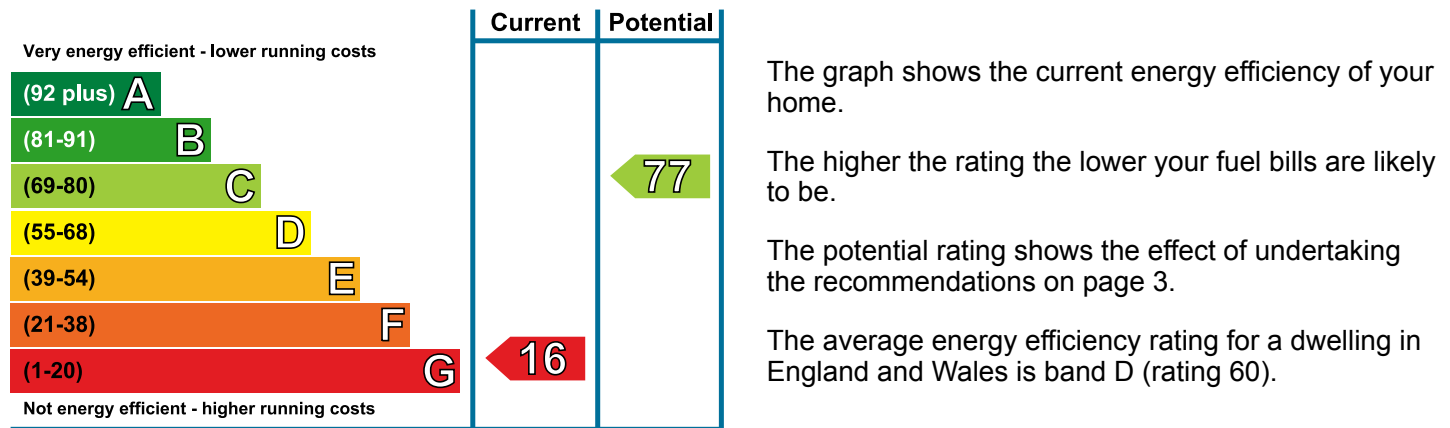 Current Potential
Very energy efficient - lower running costs
(92 plus) A
(81-91) B
(69-80) C
77
(55-68) D
(39-54) E
(21-38) F
(1-20) G
16
Not energy efficient - higher running costs
The graph shows the current energy efficiency of your
home.
The higher the rating the lower your fuel bills are likely
to be.
The potential rating shows the effect of undertaking
the recommendations on page 3.
The average energy efficiency rating for a dwelling in
England and Wales is band D (rating 60).